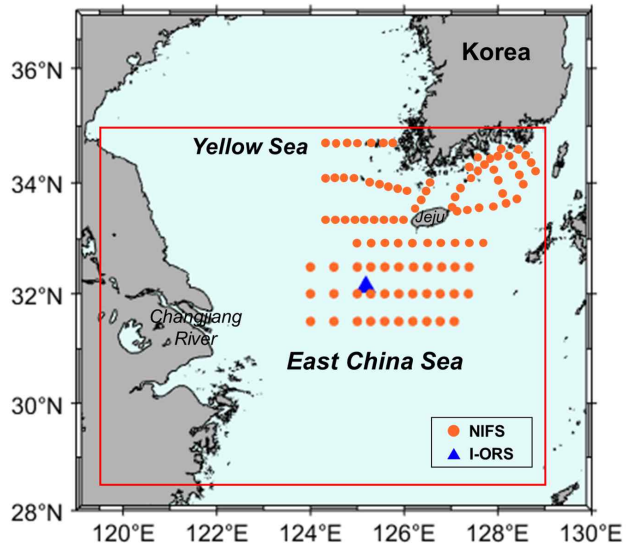 36°N
Korea
Yellow Sea
34°N
Jeju
32°N
Changjiang
River
East China Sea
30°N
NIFS
I-ORS
28°N
120°E
122°E
124°E
126°E
128°E
130°E